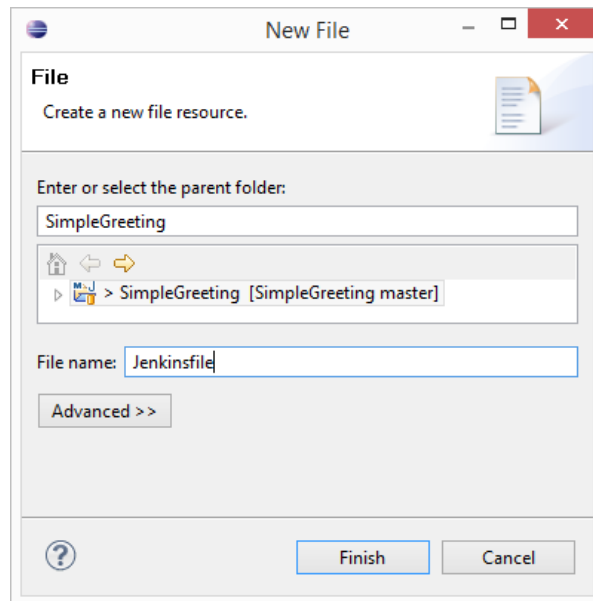 New File
File
Create a new file resource.
Enter or select the parent folder:
SimpleGreeting
> SimpleGreeting [SimpleGreeting master]
File name: Jenkinsfile
Advanced >>
Finish
Cancel